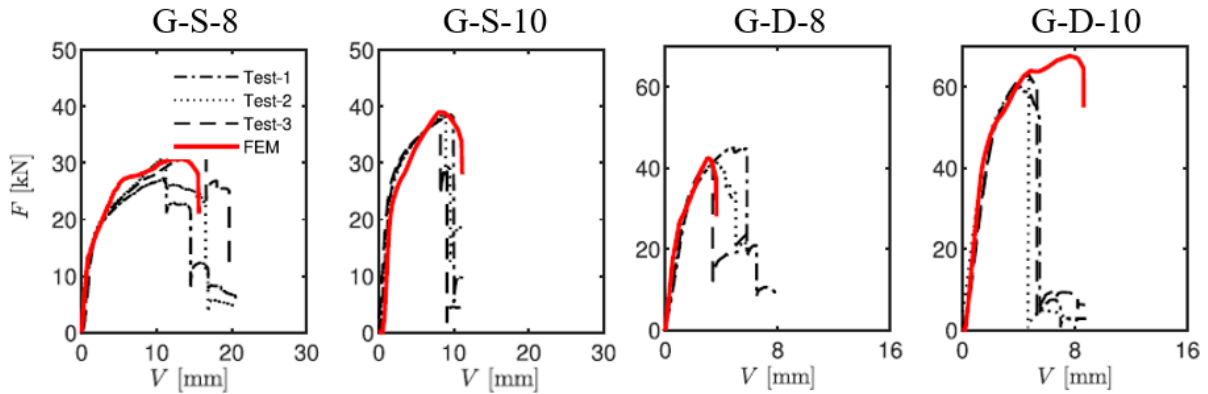 G-S-8 G-S-10 G-D-8 G-D-10
50 50 60 60
Test-1
40 40
Test-2
Test-3
FEM
30 30 40 40
F [kN]
20 20 20 20
10 10
0 0 0 0
0 10 20 30 0 10 20 30 0 8 16 0 8 16
V [mm] V [mm] V [mm] V [mm]